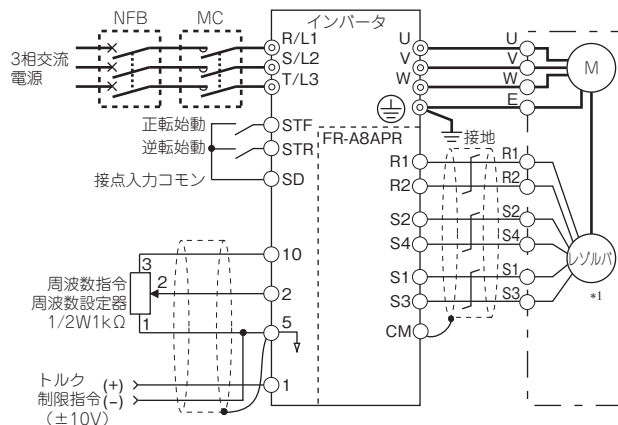 NFB
MC
インバータ
3相交流
電源
R/L1
S/L2
T/L3
U
V
W
U
V
W
E
M
正転始動
逆転始動
接点入力コモン
STF
STR
SD
FR-A8APR
接地
R1
R2
S2
S4
S1
S3
CM
R1
R2
S2
S4
S1
S3
レゾルバ
*1
周波数指令
周波数設定器
1/2W1kΩ
3
2
1
10
2
5
1
トルク
制限指令
(±10V)
(+)
(−)